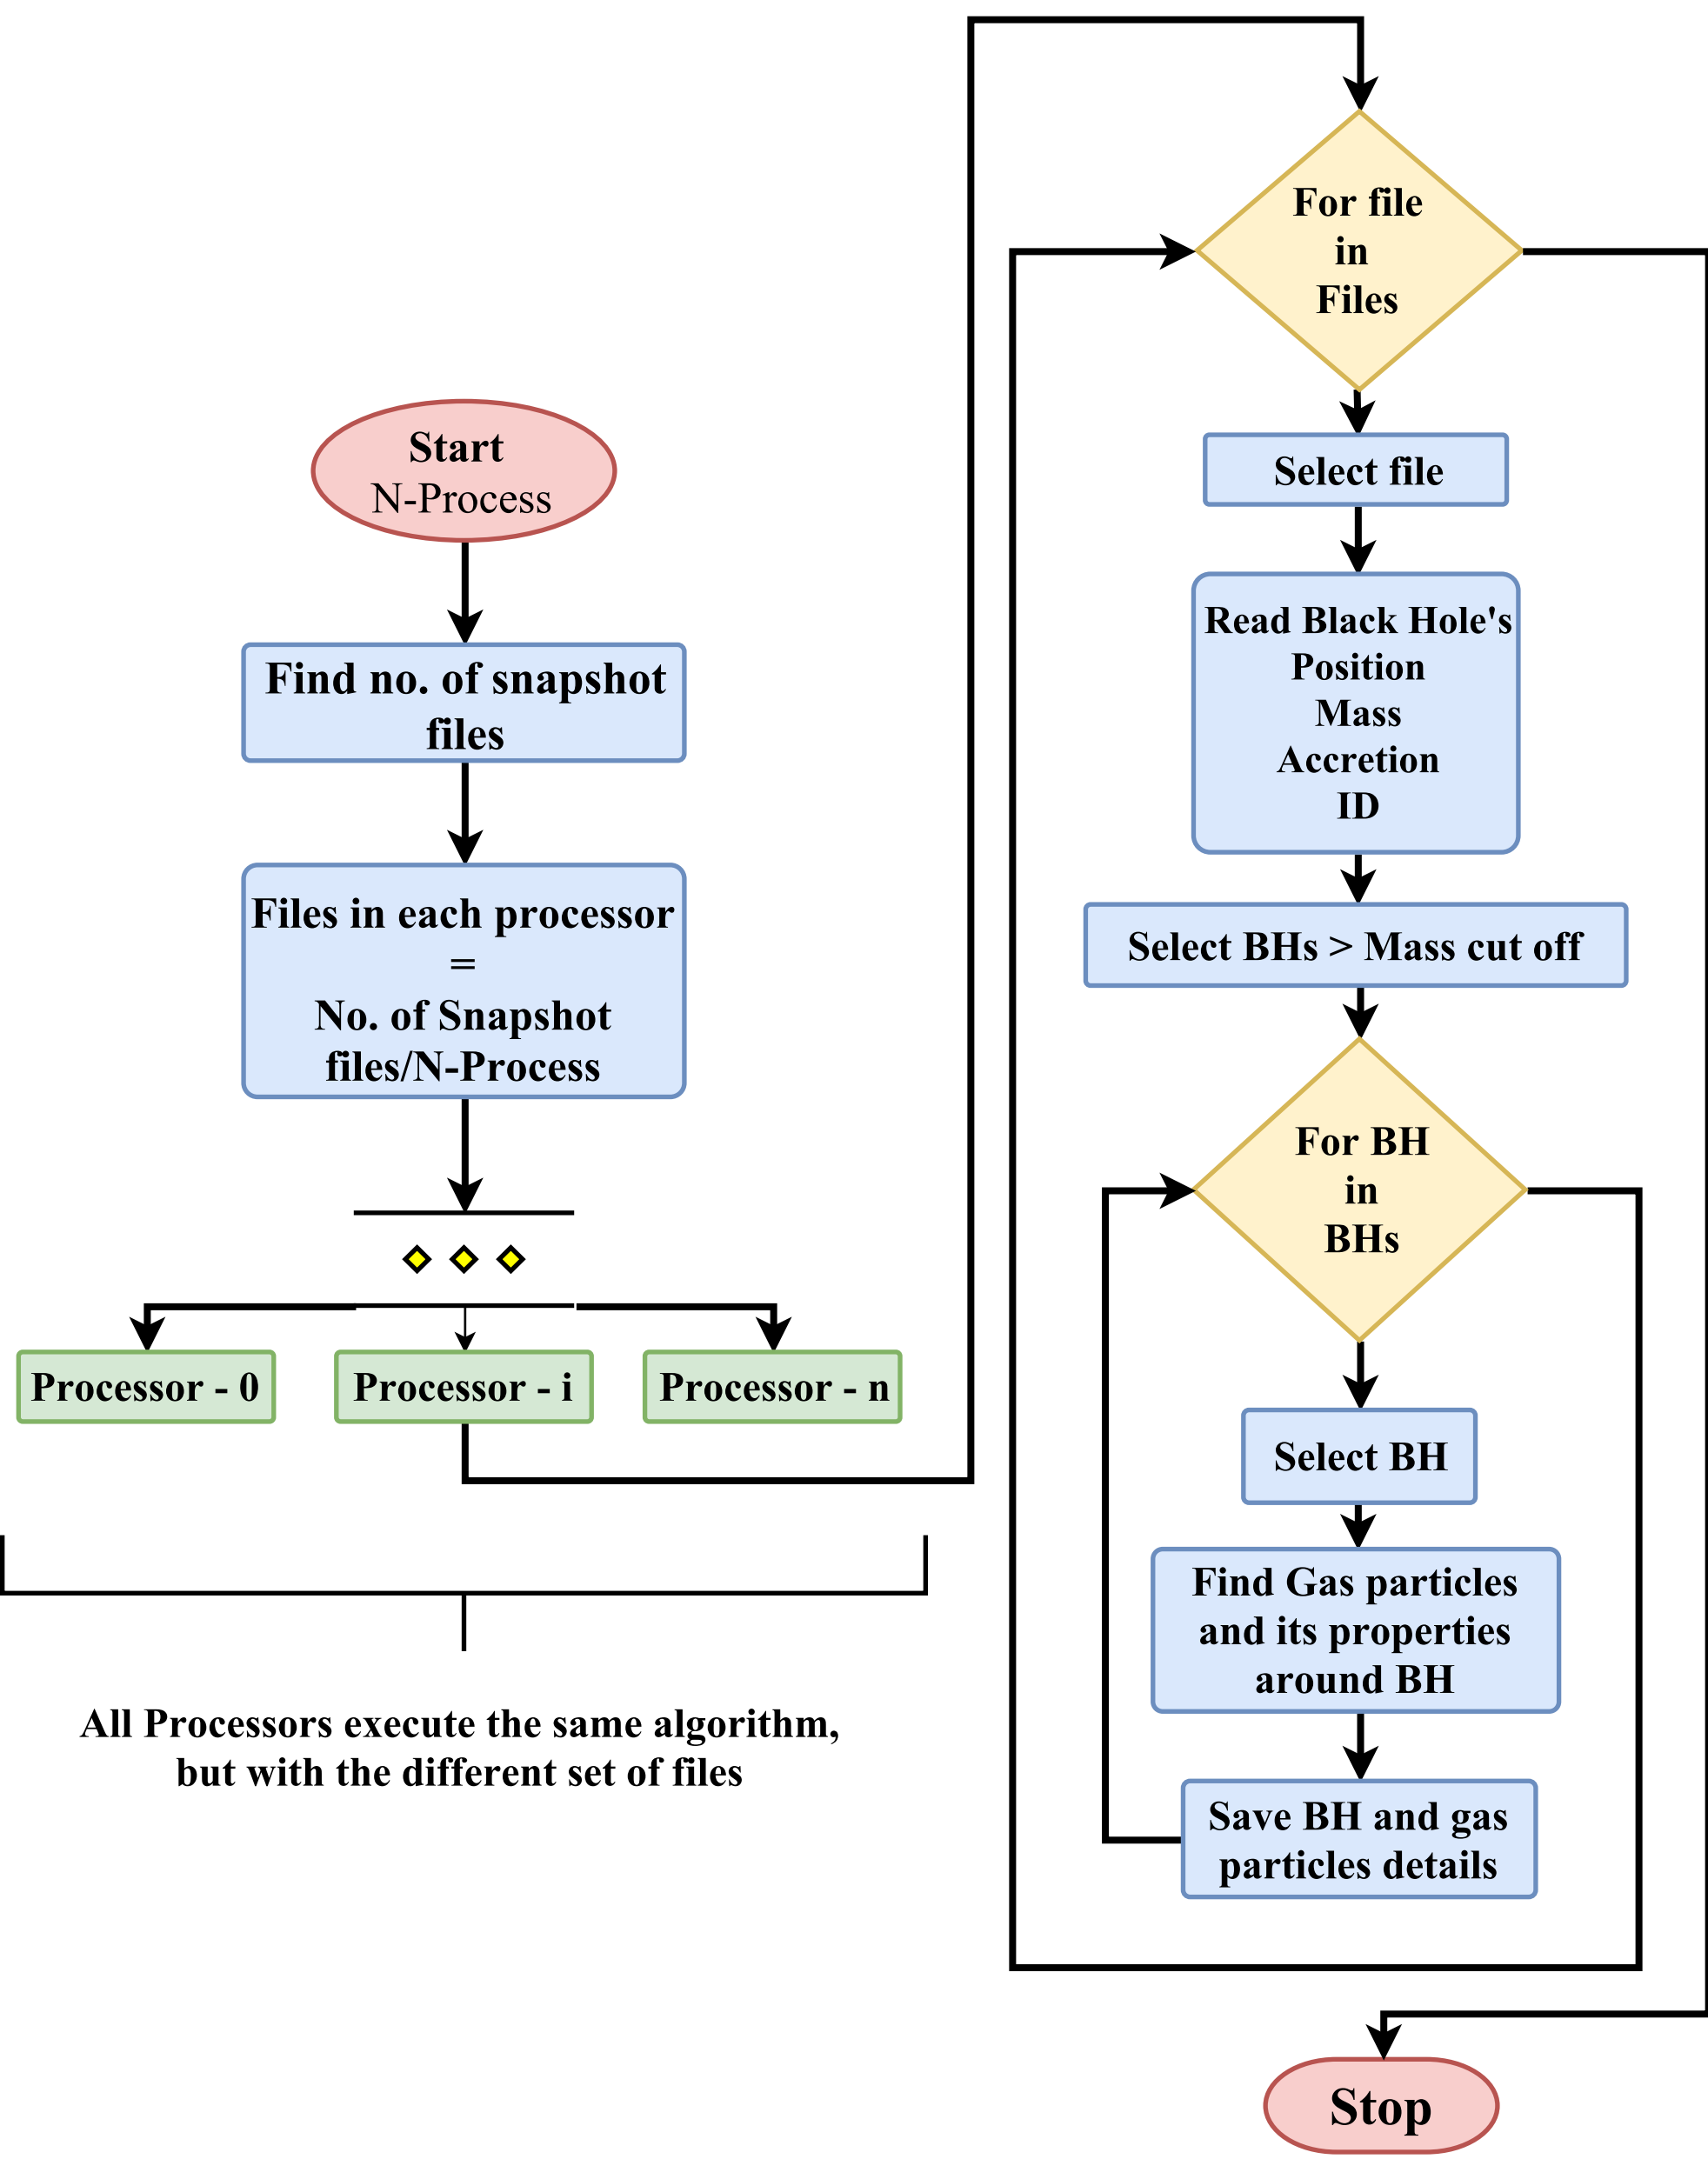 Start
N-Process
Find no. of snapshot
files
Files in each processor
=
No. of Snapshot
files/N-Process
Processor - 0
Processor - i
Processor - n
All Processors execute the same algorithm,
but with the different set of files
For file
in
Files
Select file
Read Black Hole's
Position
Mass
Accretion
ID
Select BHs > Mass cut off
For BH
in
BHs
Select BH
Find Gas particles
and its properties
around BH
Save BH and gas
particles details
Stop